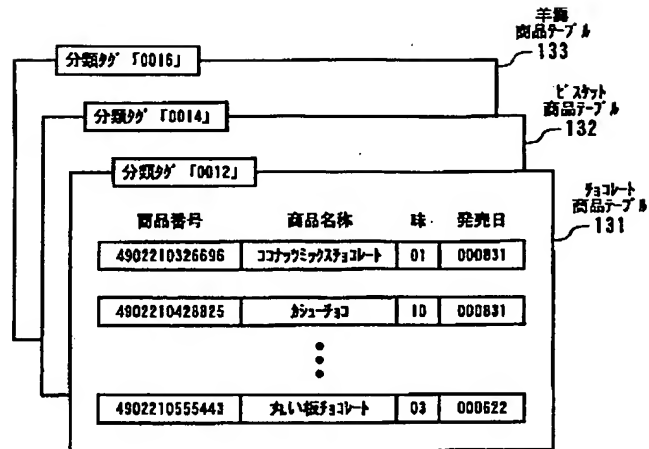 羊羹
商品テーブル
133
分類タグ「0016」
ビスケット
商品テーブル
132
分類タグ「0014」
チョコレート
商品テーブル
131
分類タグ「0012」
商品番号 商品名称 味 発売日
4902210326696 ココナッツミックスチョコレート 01 000831
4902210428825 カシューチョコ 10 000831
4902210555443 丸い板チョコレート 03 000622